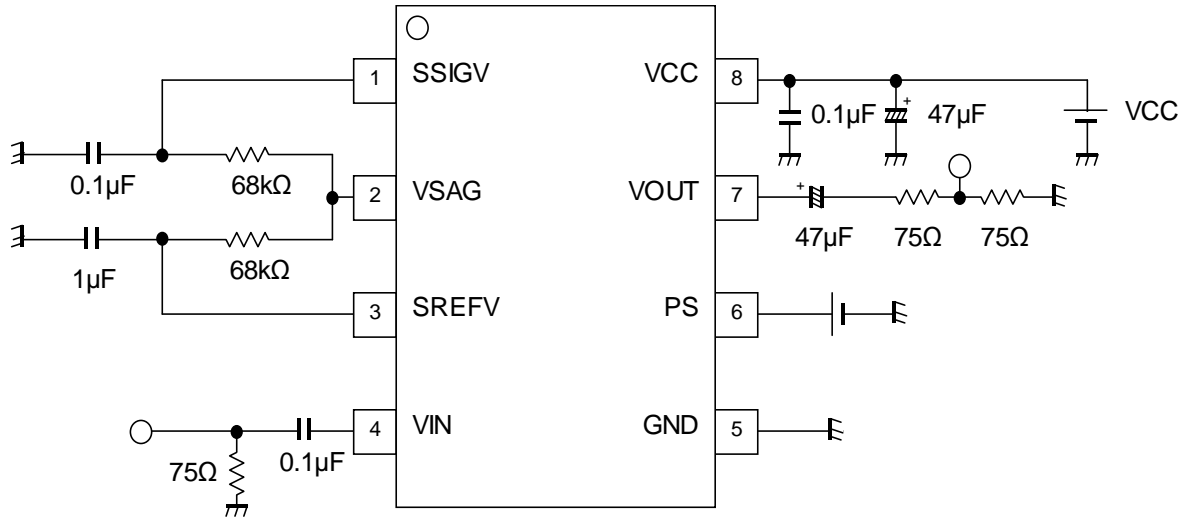 1 SSIGV VCC 8
0.1µF + 47µF VCC
0.1µF 68kΩ
2 VSAG VOUT 7 +
47µF 75Ω 75Ω
1µF 68kΩ
3 SREFV PS 6
4 VIN GND 5
75Ω 0.1µF